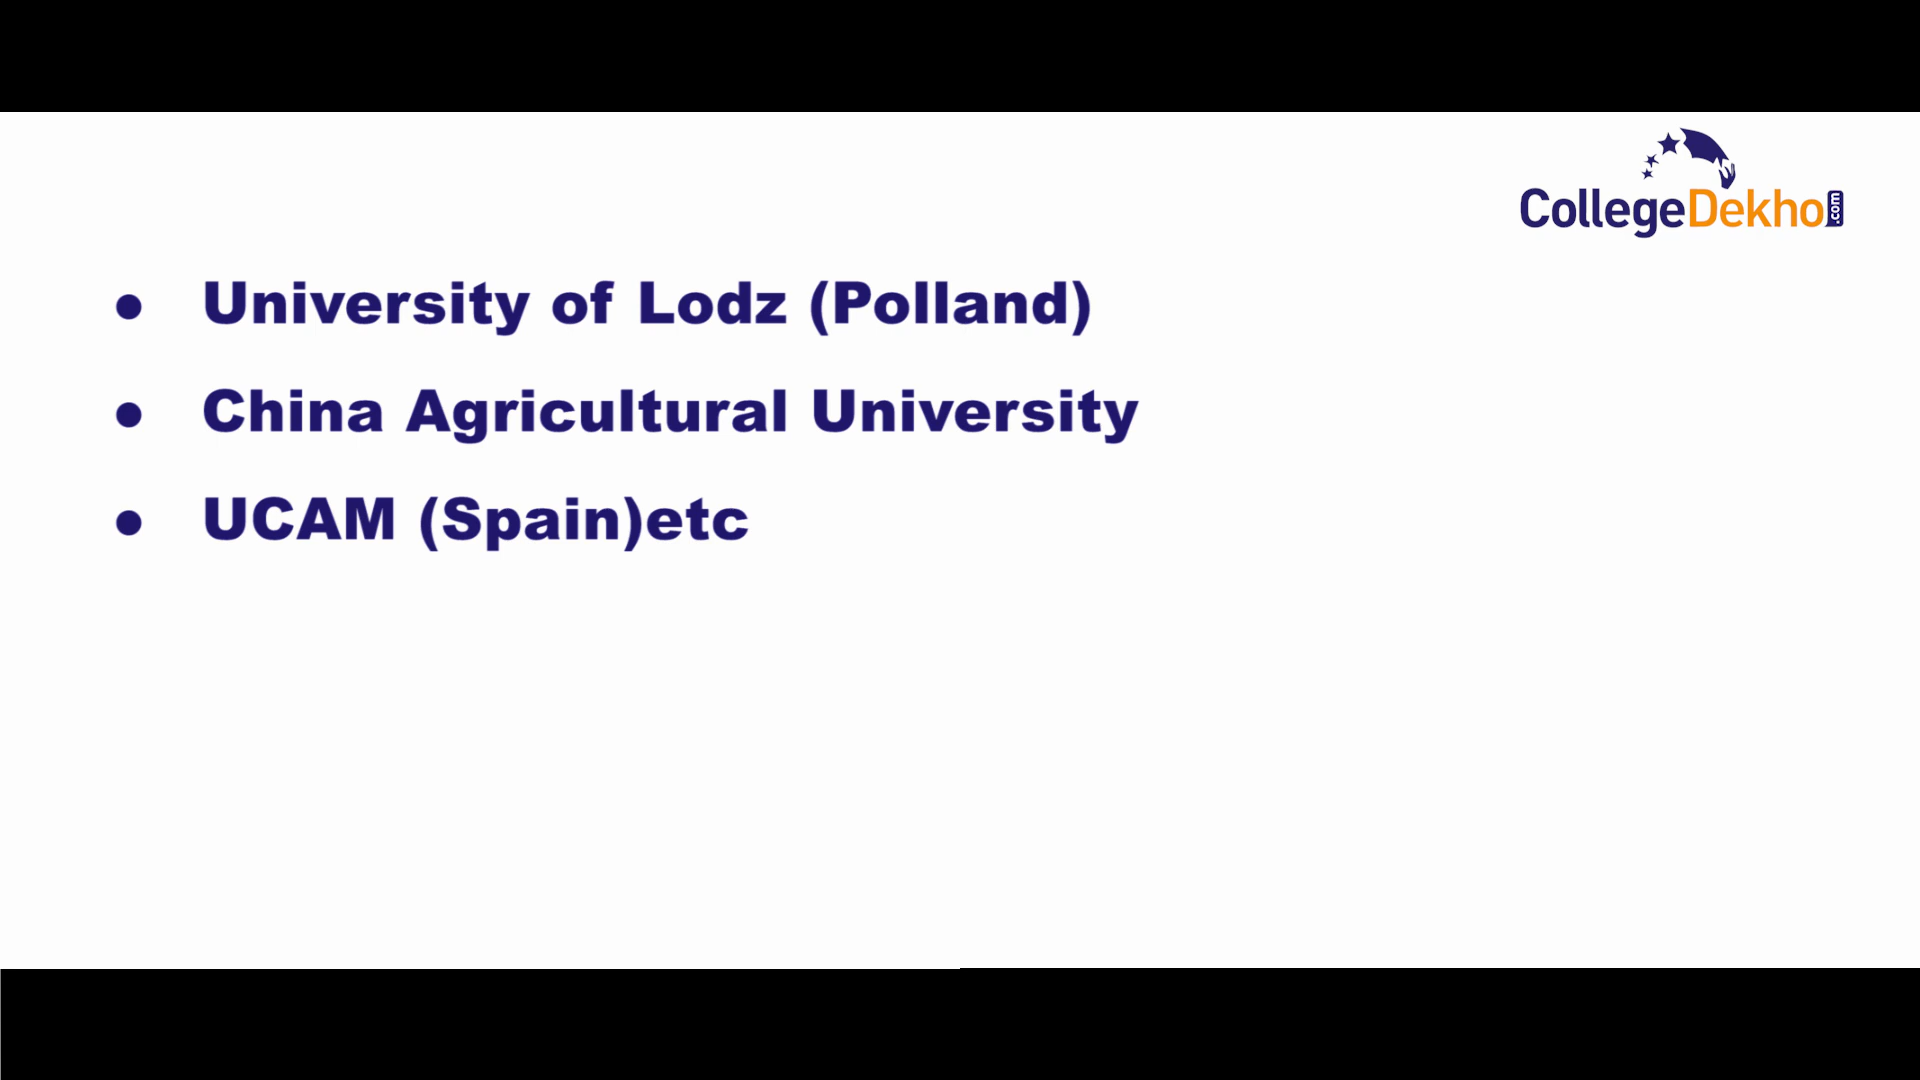 CollegeDekho.com
● University of Lodz (Polland)
● China Agricultural University
● UCAM (Spain)etc